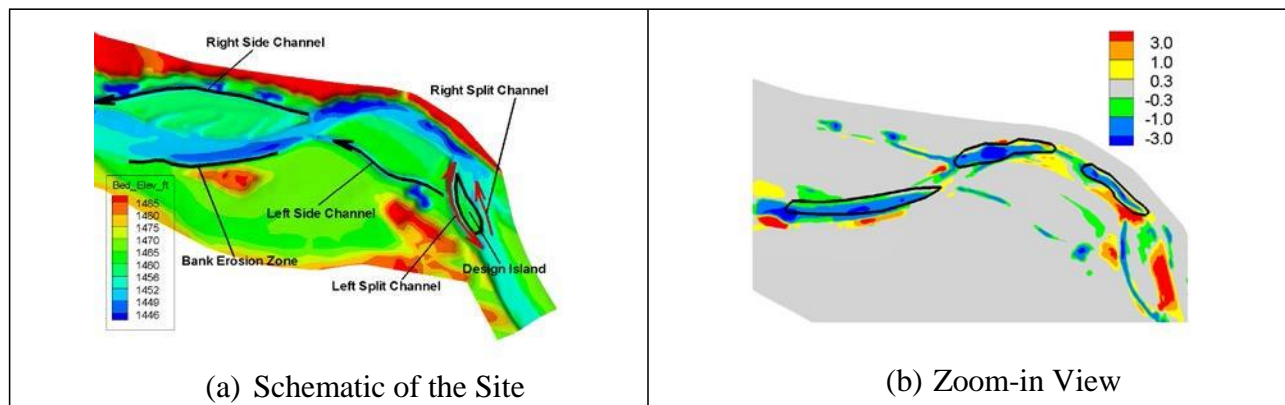 Right Side Channel
Right Split Channel
Bed_Elev_ft
1485
1480
1475
1470
1465
1460
1456
1452
1449
1446
Left Side Channel
Bank Erosion Zone
Design Island
Left Split Channel
(a) Schematic of the Site
3.0
1.0
0.3
-0.3
-1.0
-3.0
(b) Zoom-in View